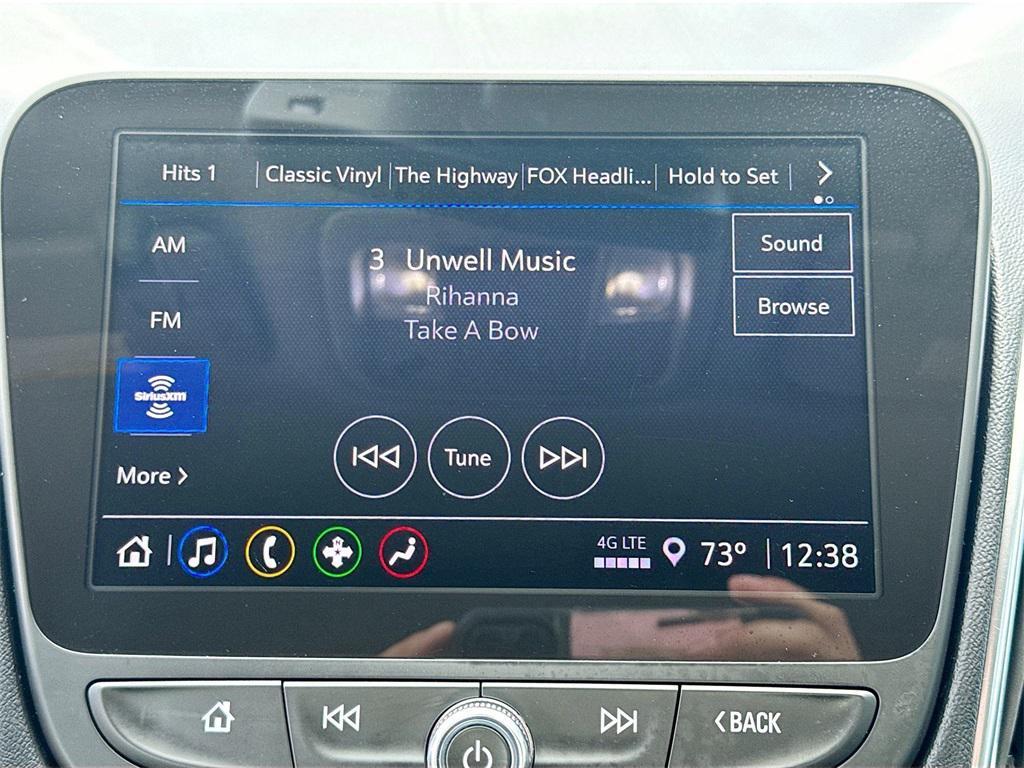 Hits 1
Classic Vinyl
The Highway
FOX Headli...
Hold to Set
AM
3 Unwell Music
Sound
Rihanna
Browse
FM
Take A Bow
SiriusXM
Tune
More >
N
4G LTE
73° 12:38
BACK